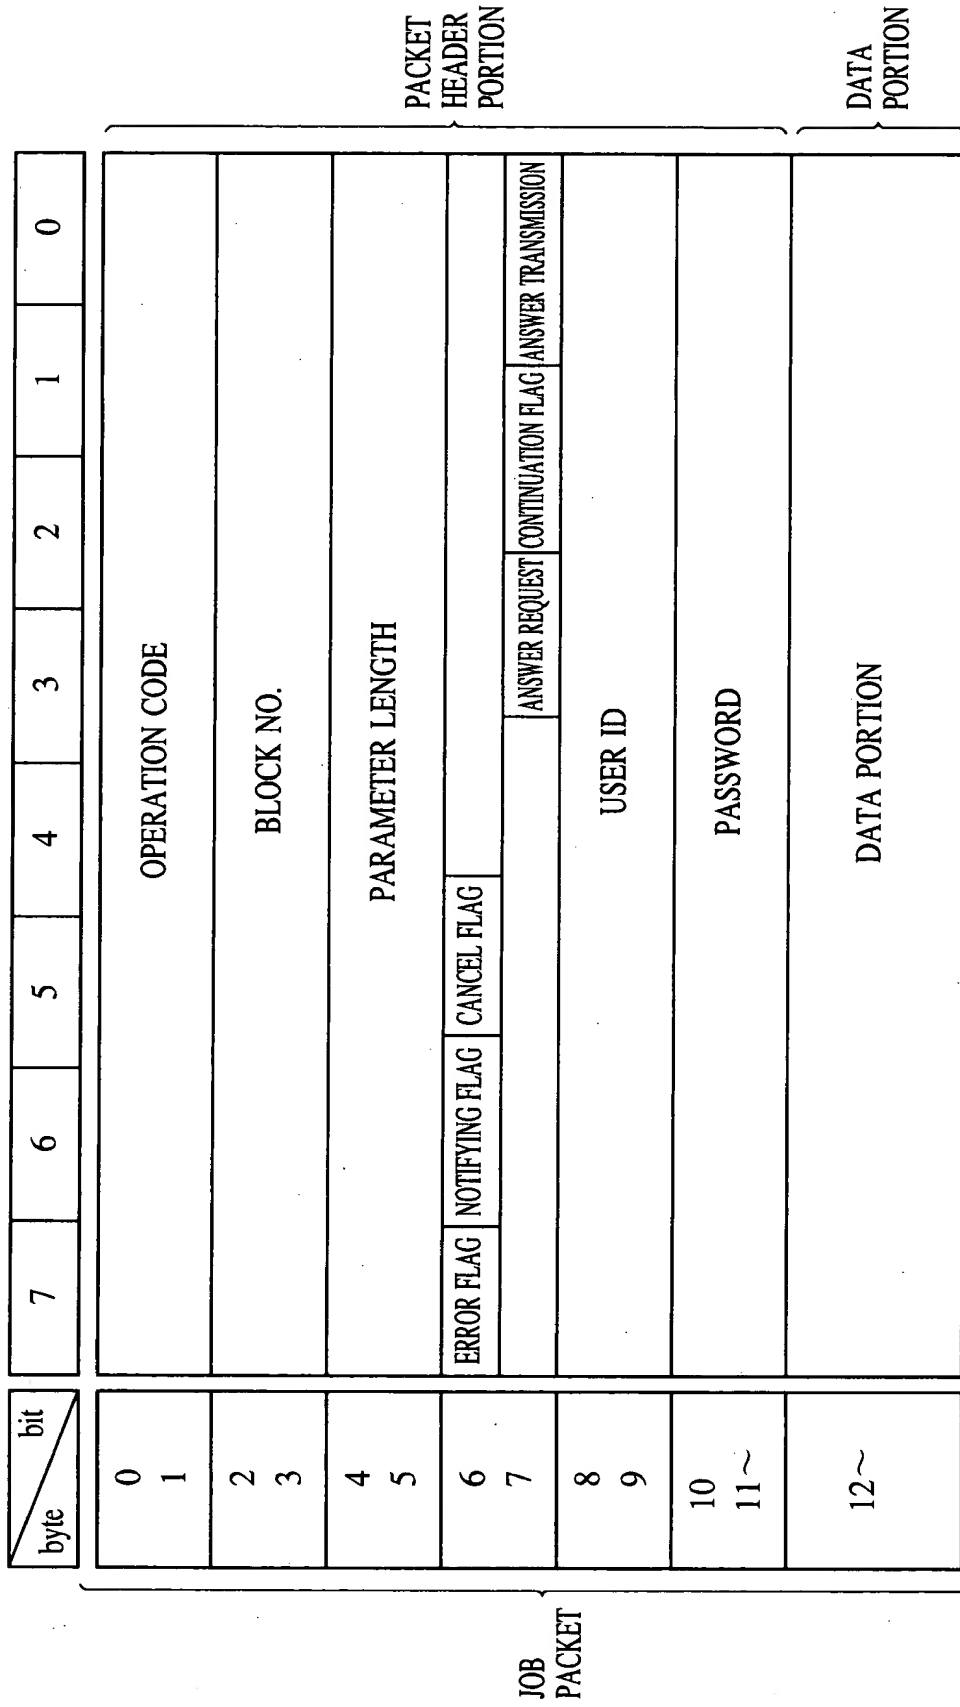 byte bit 7 6 5 4 3 2 1 0
JOB
PACKET
0
1
OPERATION CODE
2
3
BLOCK NO.
4
5
PARAMETER LENGTH
6
ERROR FLAG NOTIFYING FLAG CANCEL FLAG
7
ANSWER REQUEST CONTINUATION FLAG ANSWER TRANSMISSION
8
9
USER ID
10
11~
PASSWORD
PACKET
HEADER
PORTION
12~
DATA PORTION
DATA
PORTION